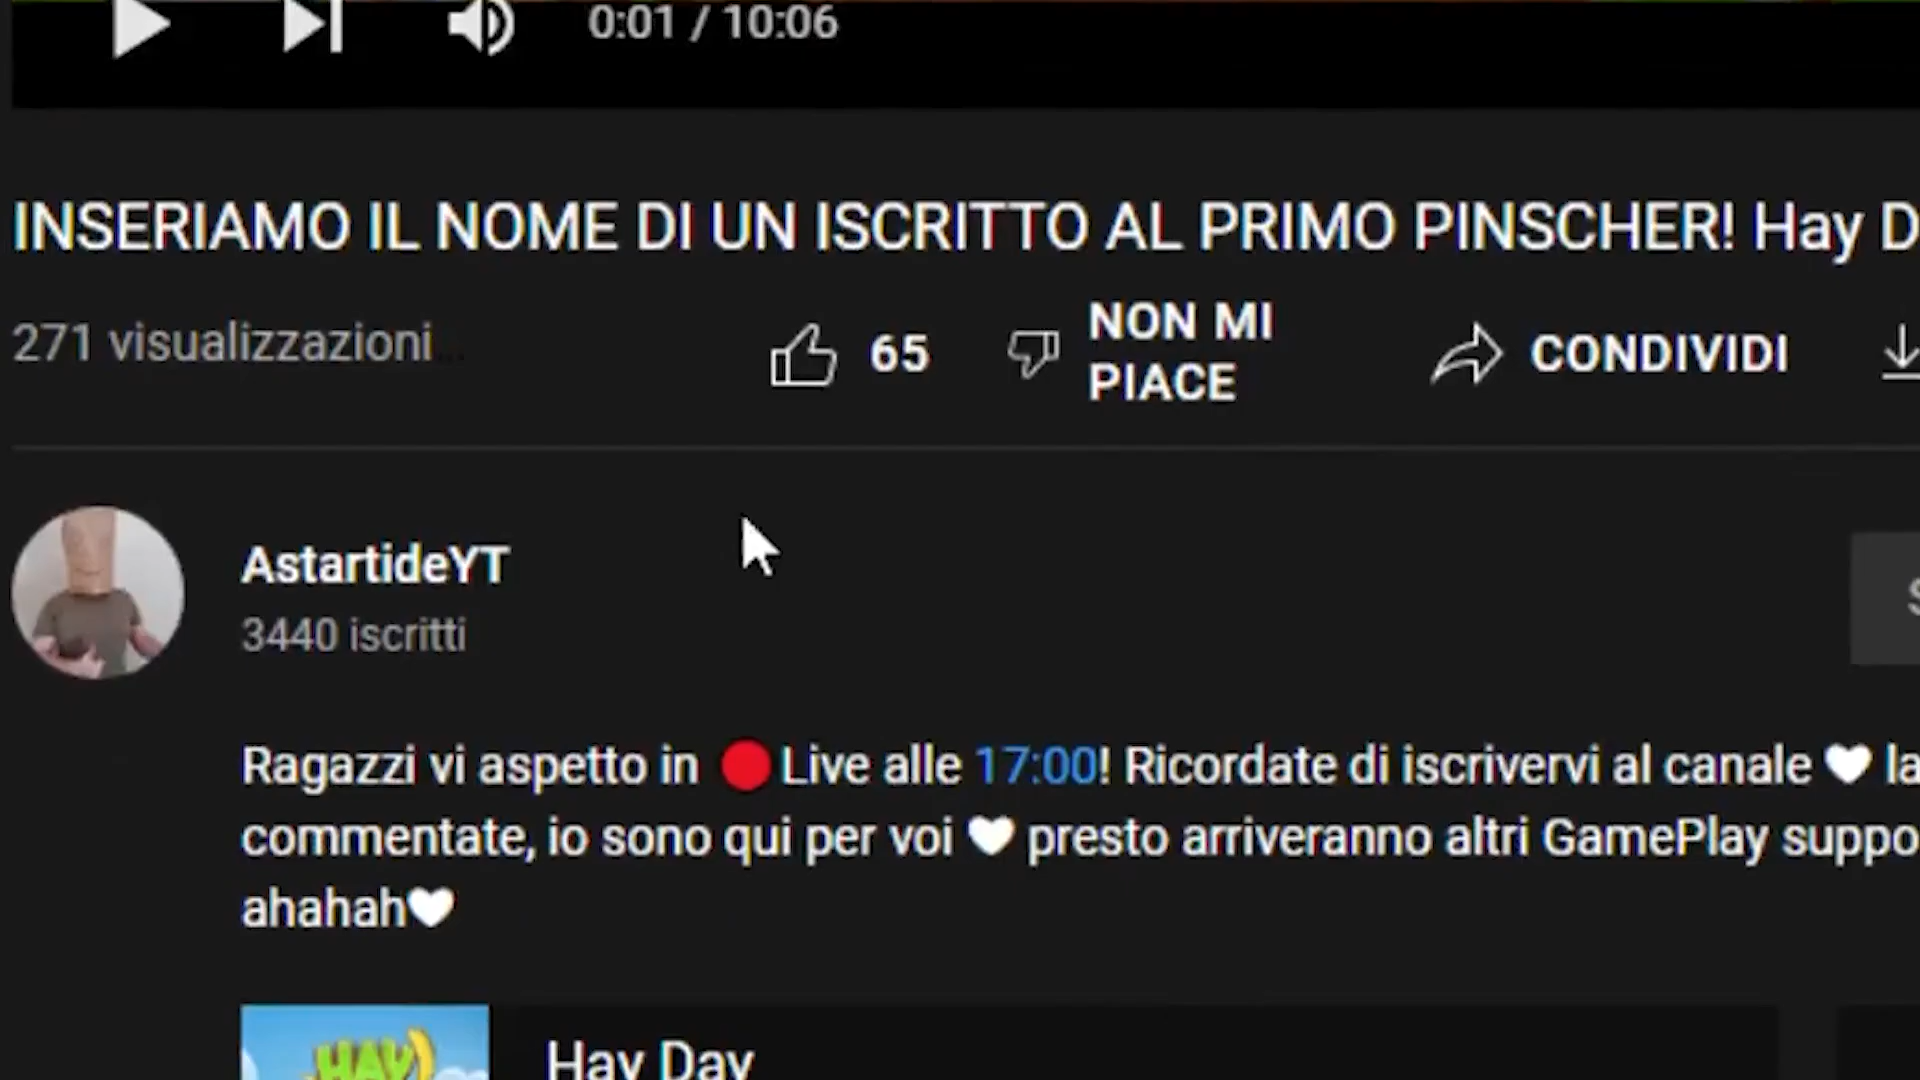 0:01 / 10:06
INSERIAMO IL NOME DI UN ISCRITTO AL PRIMO PINSCHER! Hay D
271 visualizzazioni
65
NON MI
PIACE
CONDIVIDI
AstartideYT
3440 iscritti
Ragazzi vi aspetto in 🔴Live alle 17:00! Ricordate di iscrivervi al canale 🤍 la
commentate, io sono qui per voi 🤍 presto arriveranno altri GamePlay suppo
ahahah🤍
HAY
Hay Day